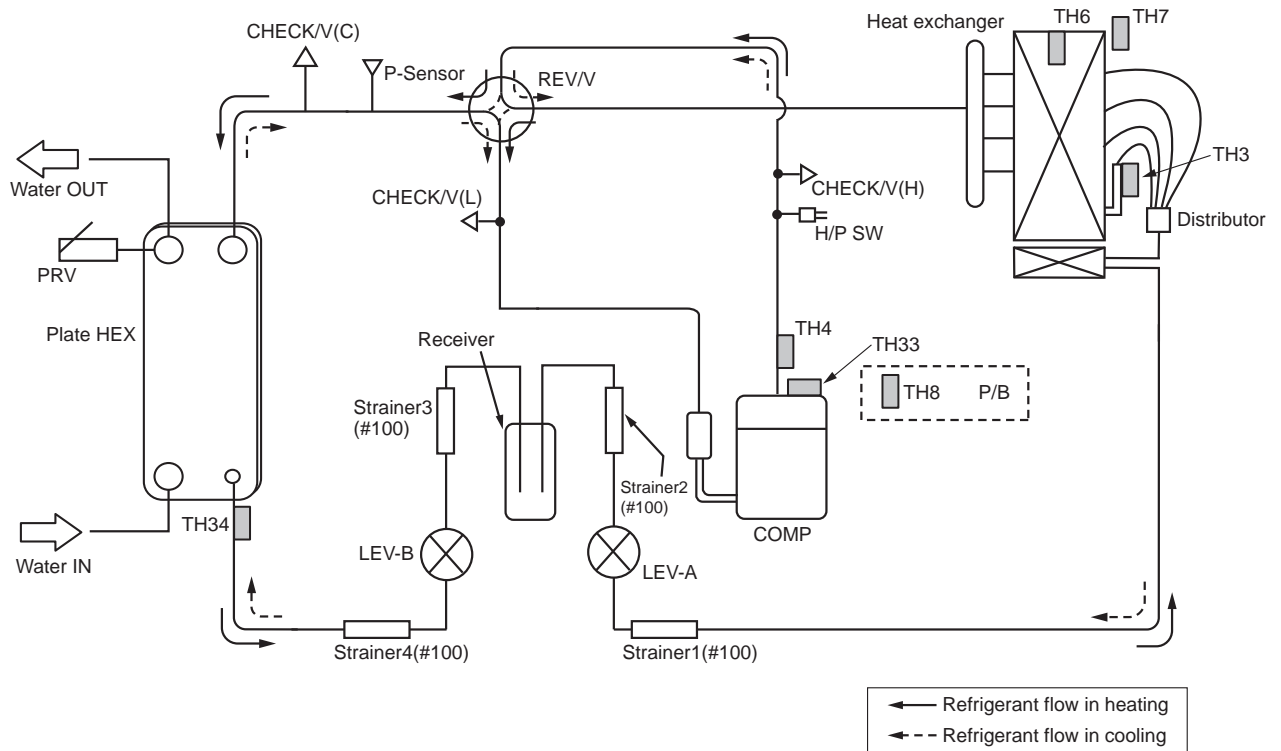 CHECK/V(C)
P-Sensor
REV/V
Heat exchanger
TH6
TH7
TH3
Distributor
Water OUT
PRV
CHECK/V(L)
CHECK/V(H)
H/P SW
Plate HEX
Receiver
TH4
TH33
TH8
P/B
Strainer3
(#100)
Strainer2
(#100)
COMP
TH34
Water IN
LEV-B
LEV-A
Strainer4(#100)
Strainer1(#100)
Refrigerant flow in heating
Refrigerant flow in cooling